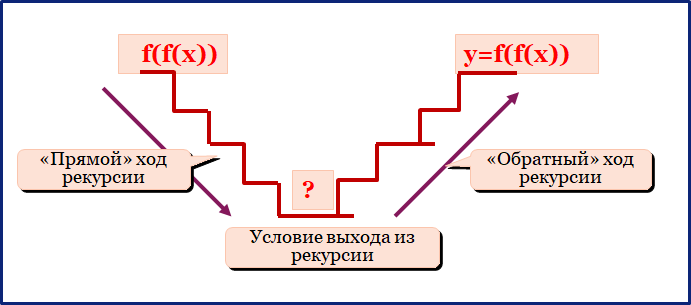 f(f(x))
y=f(f(x))
«Прямой» ход
рекурсии
«Обратный» ход
рекурсии
?
Условие выхода из
рекурсии